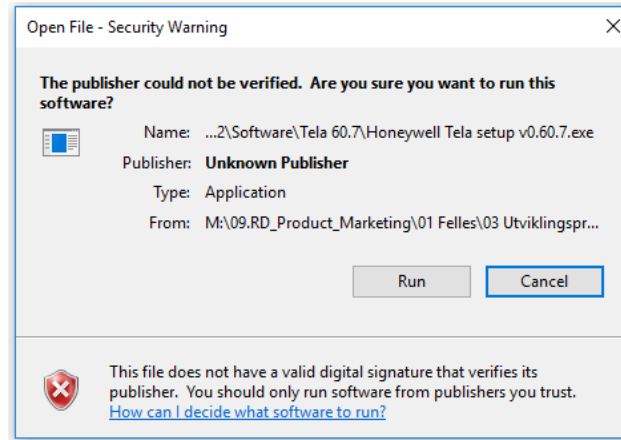 Open File - Security Warning
The publisher could not be verified.  Are you sure you want to run this
software?
Name: ...2\Software\Tela 60.7\Honeywell Tela setup v0.60.7.exe
Publisher: Unknown Publisher
Type: Application
From: M:\09.RD_Product_Marketing\01 Felles\03 Utviklingspr...
Run Cancel
This file does not have a valid digital signature that verifies its
publisher.  You should only run software from publishers you trust.
How can I decide what software to run?